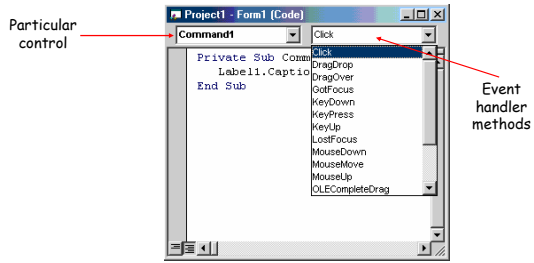 Project1 - Form1 (Code)
Particular
control
Command1
Click
Private Sub Comm
Label1.Captio
End Sub
Click
DragDrop
DragOver
GotFocus
KeyDown
KeyPress
KeyUp
LostFocus
MouseDown
MouseMove
MouseUp
OLECompleteDrag
Event
handler
methods